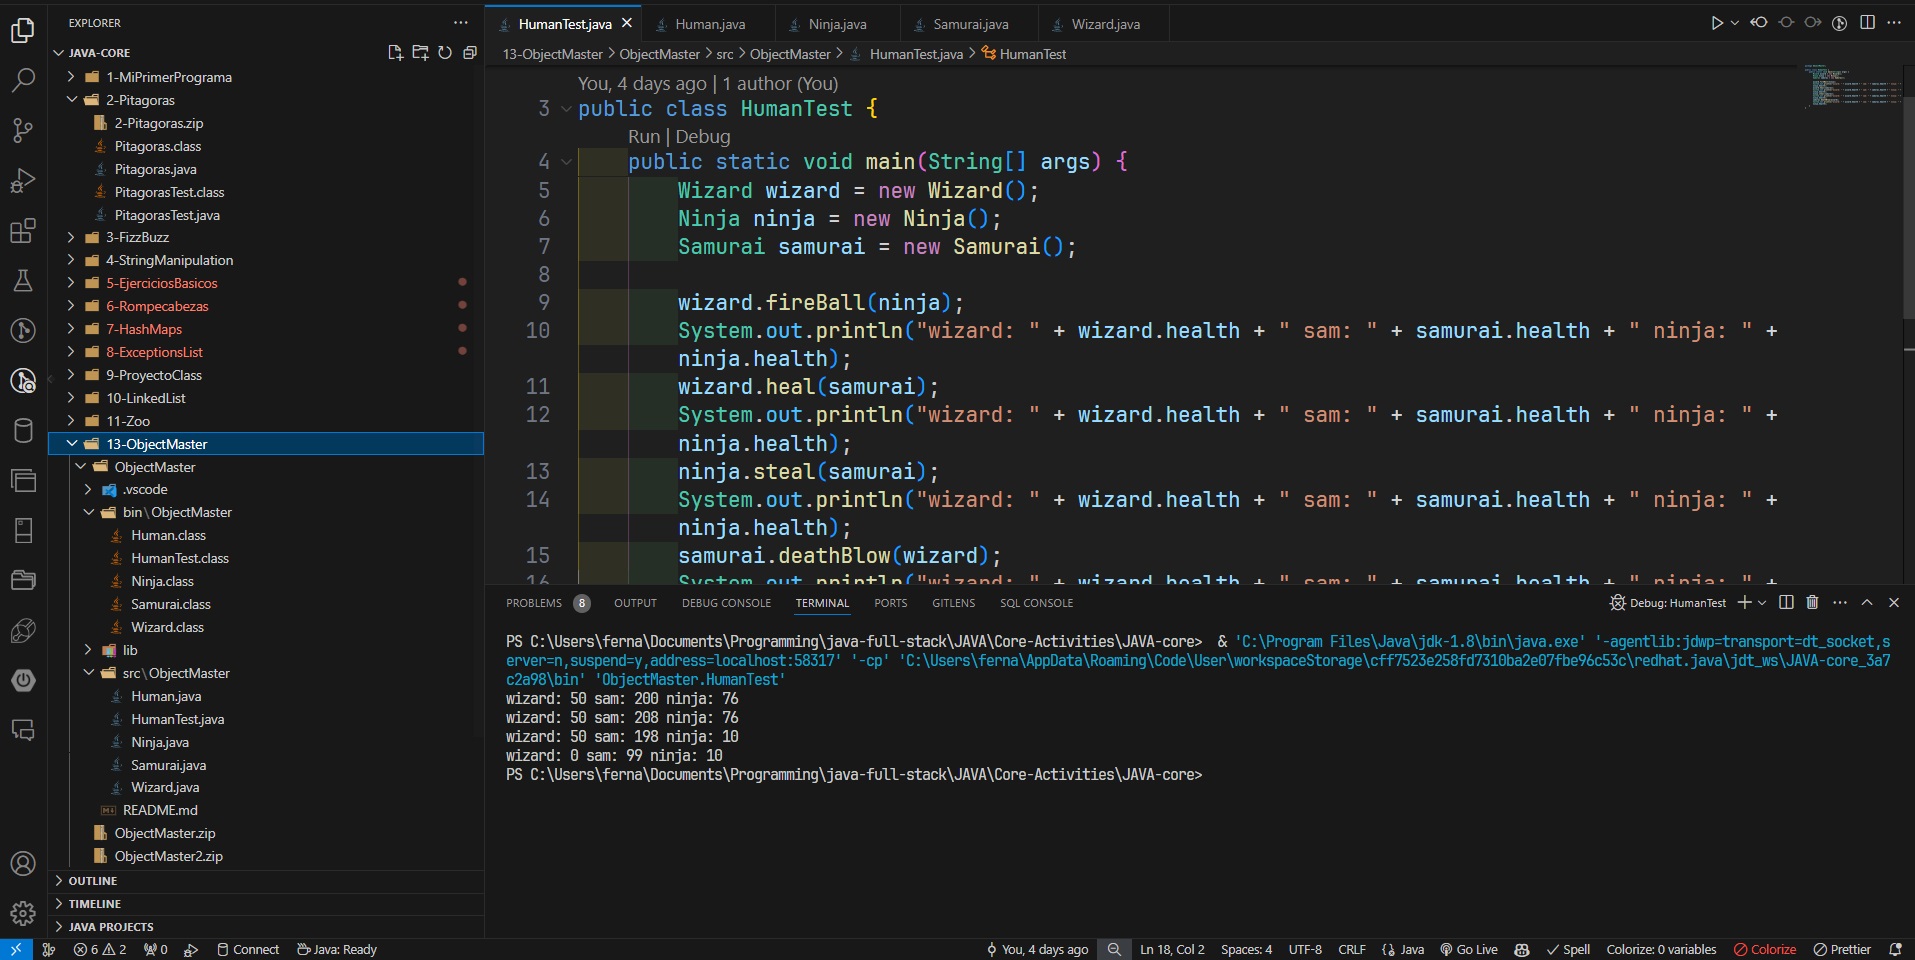 EXPLORER
JAVA-CORE
1-MiPrimerPrograma
2-Pitagoras
2-Pitagoras.zip
Pitagoras.class
Pitagoras.java
PitagorasTest.class
PitagorasTest.java
3-FizzBuzz
4-StringManipulation
5-EjerciciosBasicos
6-Rompecabezas
7-HashMaps
8-ExceptionsList
9-ProyectoClass
10-LinkedList
11-Zoo
13-ObjectMaster
ObjectMaster
.vscode
bin\ObjectMaster
Human.class
HumanTest.class
Ninja.class
Samurai.class
Wizard.class
lib
src\ObjectMaster
Human.java
HumanTest.java
Ninja.java
Samurai.java
Wizard.java
README.md
ObjectMaster.zip
ObjectMaster2.zip
OUTLINE
TIMELINE
JAVA PROJECTS
HumanTest.java Human.java Ninja.java Samurai.java Wizard.java
13-ObjectMaster > ObjectMaster > src > ObjectMaster > HumanTest.java > HumanTest
You, 4 days ago | 1 author (You)
3 public class HumanTest {
Run | Debug
4 public static void main(String[] args) {
5 Wizard wizard = new Wizard();
6 Ninja ninja = new Ninja();
7 Samurai samurai = new Samurai();
8
9 wizard.fireBall(ninja);
10 System.out.println("wizard: " + wizard.health + " sam: " + samurai.health + " ninja: " +
ninja.health);
11 wizard.heal(samurai);
12 System.out.println("wizard: " + wizard.health + " sam: " + samurai.health + " ninja: " +
ninja.health);
13 ninja.steal(samurai);
14 System.out.println("wizard: " + wizard.health + " sam: " + samurai.health + " ninja: " +
ninja.health);
15 samurai.deathBlow(wizard);
16 System.out.println("wizard: " + wizard.health + " sam: " + samurai.health + " ninja: " +
PROBLEMS 8 OUTPUT DEBUG CONSOLE TERMINAL PORTS GITLENS SQL CONSOLE Debug: HumanTest
PS C:\Users\ferna\Documents\Programming\java-full-stack\JAVA\Core-Activities\JAVA-core> & 'C:\Program Files\Java\jdk-1.8\bin\java.exe' '-agentlib:jdwp=transport=dt_socket,s
erver=n,suspend=y,address=localhost:58317' '-cp' 'C:\Users\ferna\AppData\Roaming\Code\User\workspaceStorage\cff7523e258fd7310ba2e07fbe96c53c\redhat.java\jdt_ws\JAVA-core_3a7
c2a98\bin' 'ObjectMaster.HumanTest'
wizard: 50 sam: 200 ninja: 76
wizard: 50 sam: 208 ninja: 76
wizard: 50 sam: 198 ninja: 10
wizard: 0 sam: 99 ninja: 10
PS C:\Users\ferna\Documents\Programming\java-full-stack\JAVA\Core-Activities\JAVA-core>
6 2 0 Connect Java: Ready You, 4 days ago Ln 18, Col 2 Spaces: 4 UTF-8 CRLF Java Go Live Spell Colorize: 0 variables Colorize Prettier